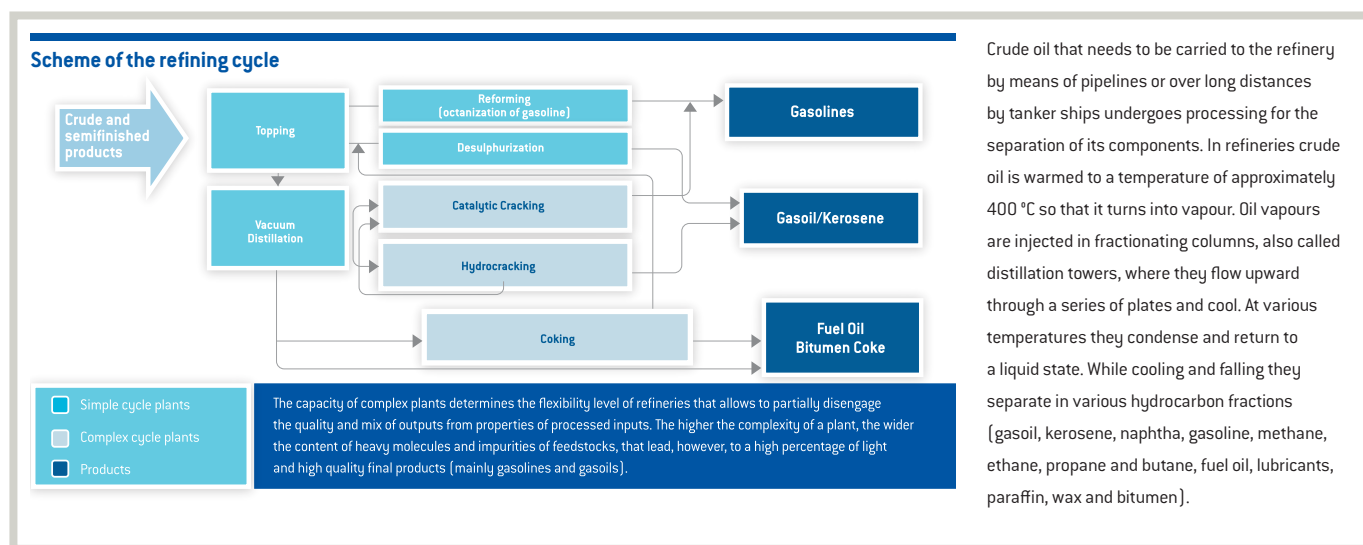 Scheme of the refining cycle
Crude and
semifinished
products
Topping
Reforming
(octanization of gasoline)
Desulphurization
Gasolines
Vacuum
Distillation
Catalytic Cracking
Hydrocracking
Gasoil/Kerosene
Coking
Fuel Oil
Bitumen Coke
Simple cycle plants
Complex cycle plants
Products
The capacity of complex plants determines the flexibility level of refineries that allows to partially disengage
the quality and mix of outputs from properties of processed inputs. The higher the complexity of a plant, the wider
the content of heavy molecules and impurities of feedstocks, that lead, however, to a high percentage of light
and high quality final products (mainly gasolines and gasoils).
Crude oil that needs to be carried to the refinery
by means of pipelines or over long distances
by tanker ships undergoes processing for the
separation of its components. In refineries crude
oil is warmed to a temperature of approximately
400 °C so that it turns into vapour. Oil vapours
are injected in fractionating columns, also called
distillation towers, where they flow upward
through a series of plates and cool. At various
temperatures they condense and return to
a liquid state. While cooling and falling they
separate in various hydrocarbon fractions
(gasoil, kerosene, naphtha, gasoline, methane,
ethane, propane and butane, fuel oil, lubricants,
paraffin, wax and bitumen).